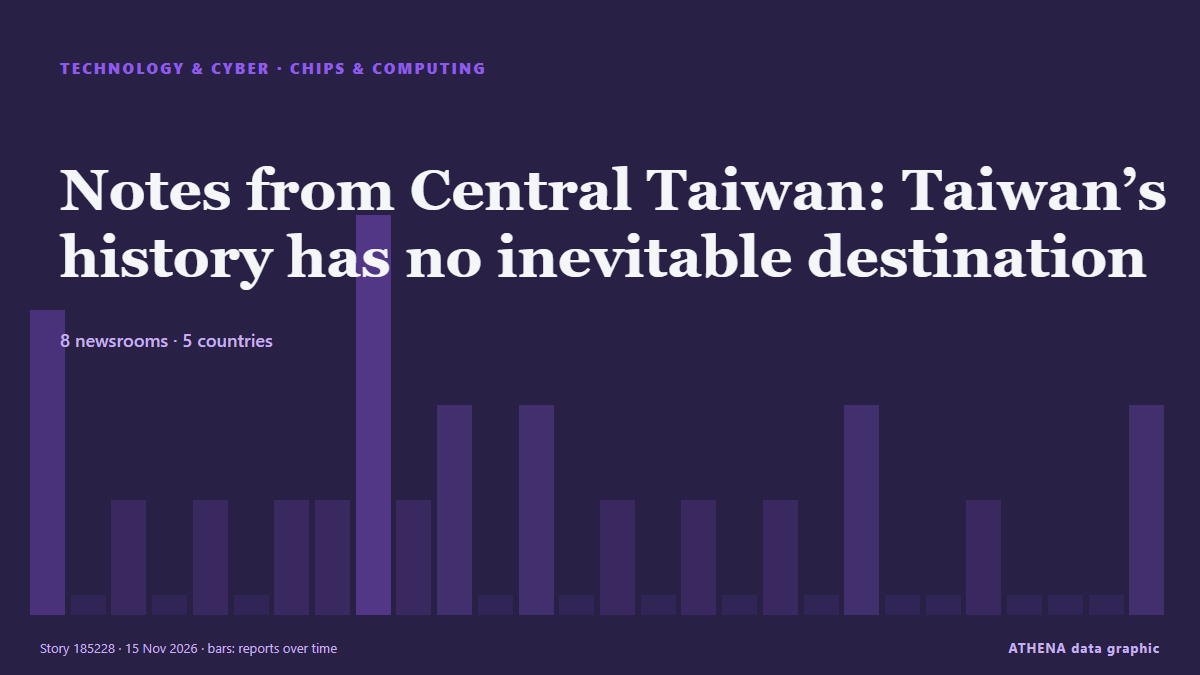 TECHNOLOGY & CYBER · CHIPS & COMPUTING
Notes from Central Taiwan: Taiwan’s
history has no inevitable destination
8 newsrooms · 5 countries
Story 185228 · 15 Nov 2026 · bars: reports over time
ATHENA data graphic